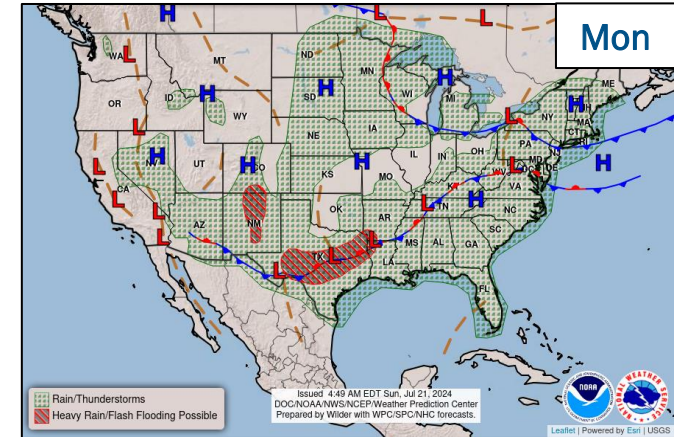 Mon
H
L
L
WA
L
MT
ND
MN
ME
OR
ID
H
WY
SD
H
WI
MI
H
NY
H
L
MA
CT
RI
L
NE
IA
PA
NJ
H
NV
UT
H
CO
IL
IN
OH
MD
DE
L
H
CA
L
KS
H
MO
WV
VA
L
L
AZ
NM
OK
AR
L
TN
H
NC
SC
L
L
TX
L
L
LA
MS
AL
GA
FL
Rain/Thunderstorms
Heavy Rain/Flash Flooding Possible
Issued 4:49 AM EDT Sun, Jul 21, 2024
DOC/NOAA/NWS/NCEP/Weather Prediction Center
Prepared by Wilder with WPC/SPC/NHC forecasts.
NOAA
NATIONAL WEATHER SERVICE
Leaflet | Powered by Esri | USGS